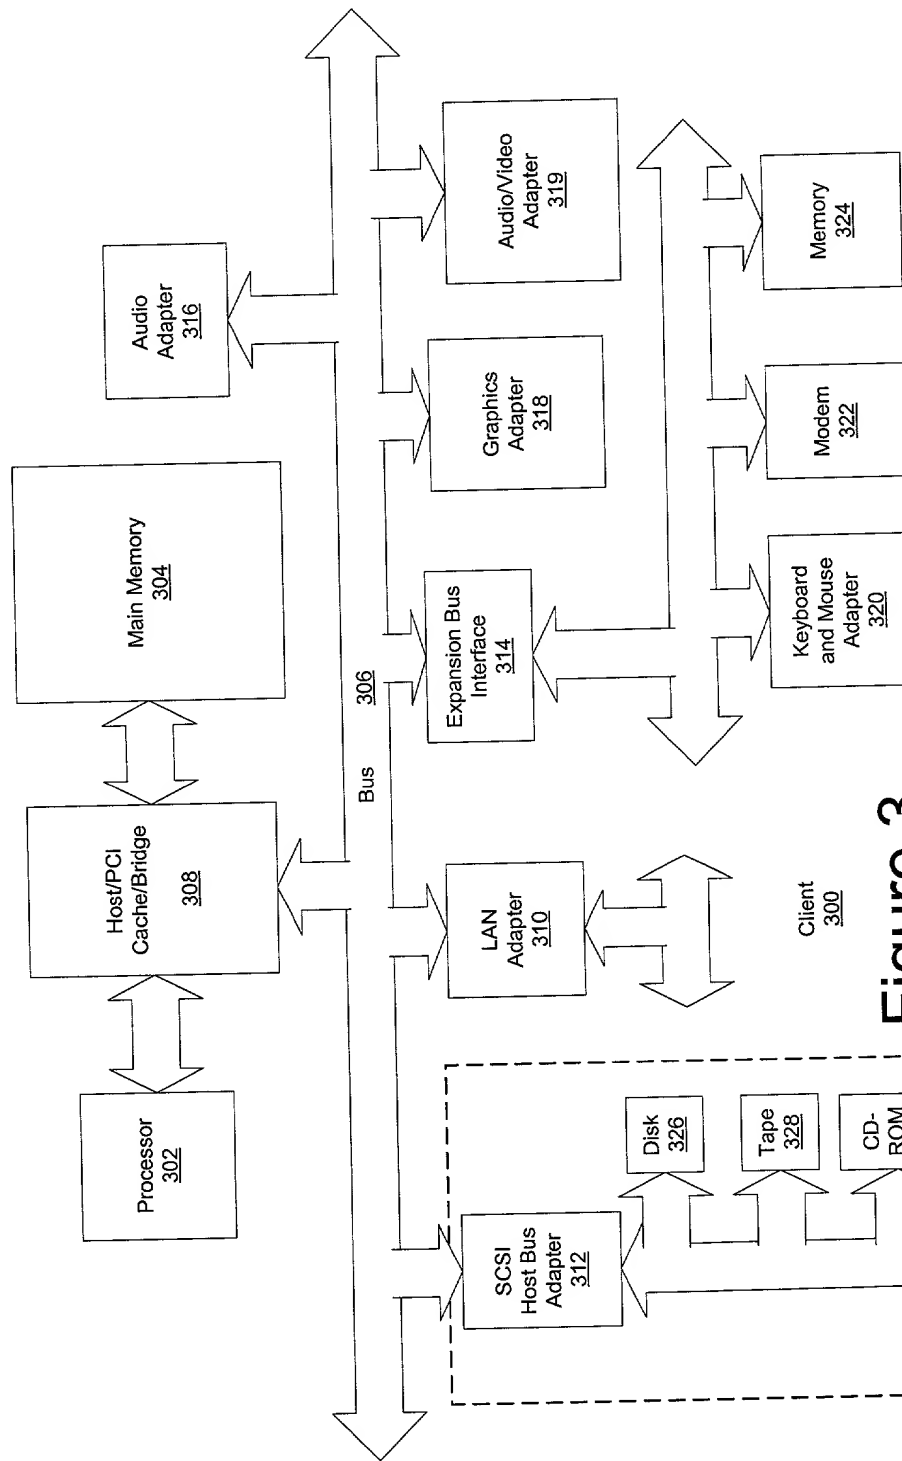 Processor
302
Host/PCI
Cache/Bridge
308
Main Memory
304
Audio
Adapter
316
Bus
306
SCSI
Host Bus
Adapter
312
LAN
Adapter
310
Expansion Bus
Interface
314
Graphics
Adapter
318
Audio/Video
Adapter
319
Disk
326
Tape
328
CD-
ROM
Client
300
Keyboard
and Mouse
Adapter
320
Modem
322
Memory
324
Figure 3